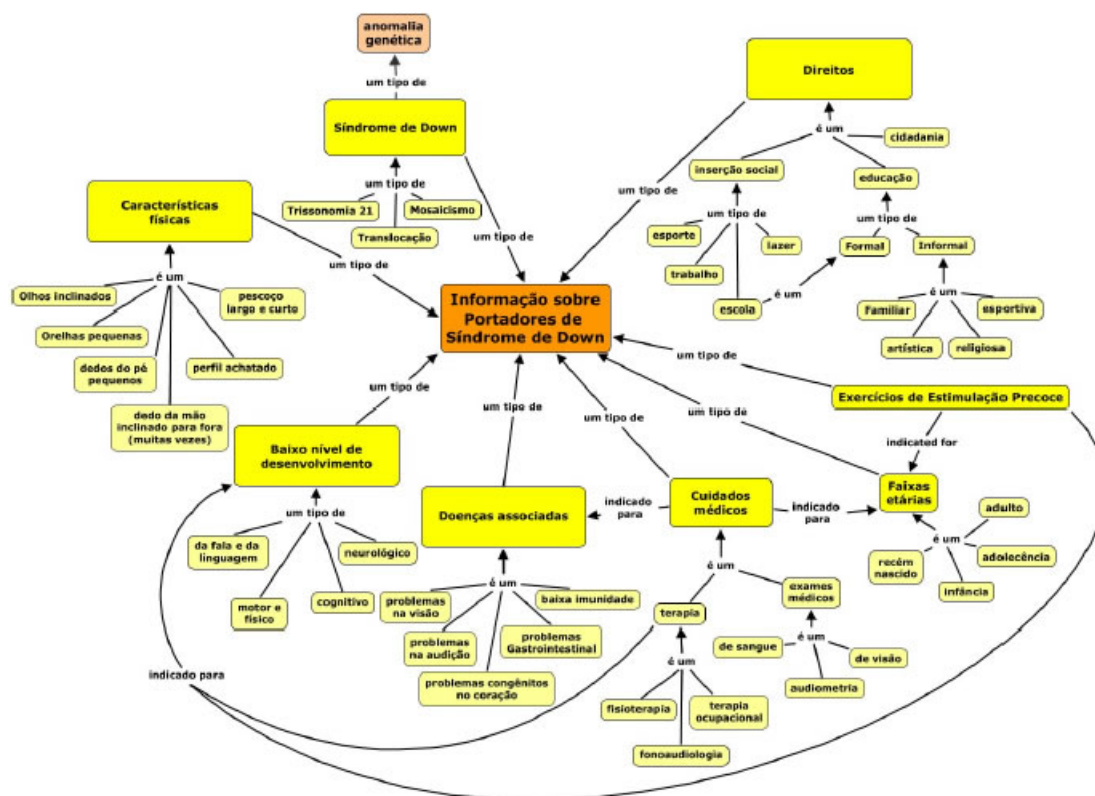 anomalia
genética
um tipo de
Síndrome de Down
um tipo de
Trissonomia 21
Mosaicismo
Translocação
um tipo de
Direitos
é um
cidadania
inserção social
educação
um tipo de
um tipo de
um tipo de
esporte
lazer
trabalho
escola
é um
Formal
Informal
é um
Familiar
esportiva
artística
religiosa
Características
físicas
um tipo de
é um
Olhos inclinados
pescoço
largo e curto
Orelhas pequenas
dedos do pé
pequenos
perfil achatado
dedo da mão
inclinado para fora
(muitas vezes)
Informação sobre
Portadores de
Síndrome de Down
um tipo de
um tipo de
um tipo de
um tipo de
um tipo de
Exercícios de Estimulação Precoce
indicated for
Baixo nível de
desenvolvimento
um tipo de
da fala e da
linguagem
neurológico
motor e
físico
cognitivo
Doenças associadas
é um
problemas
na visão
baixa imunidade
problemas
na audição
problemas
Gastrointestinal
problemas congênitos
no coração
indicado
para
Cuidados
médicos
indicado
para
é um
terapia
exames
médicos
é um
de sangue
de visão
audiometria
é um
fisioterapia
terapia
ocupacional
fonoaudiologia
Faixas
etárias
é um
adulto
adolecência
recém
nascido
infância
indicado para